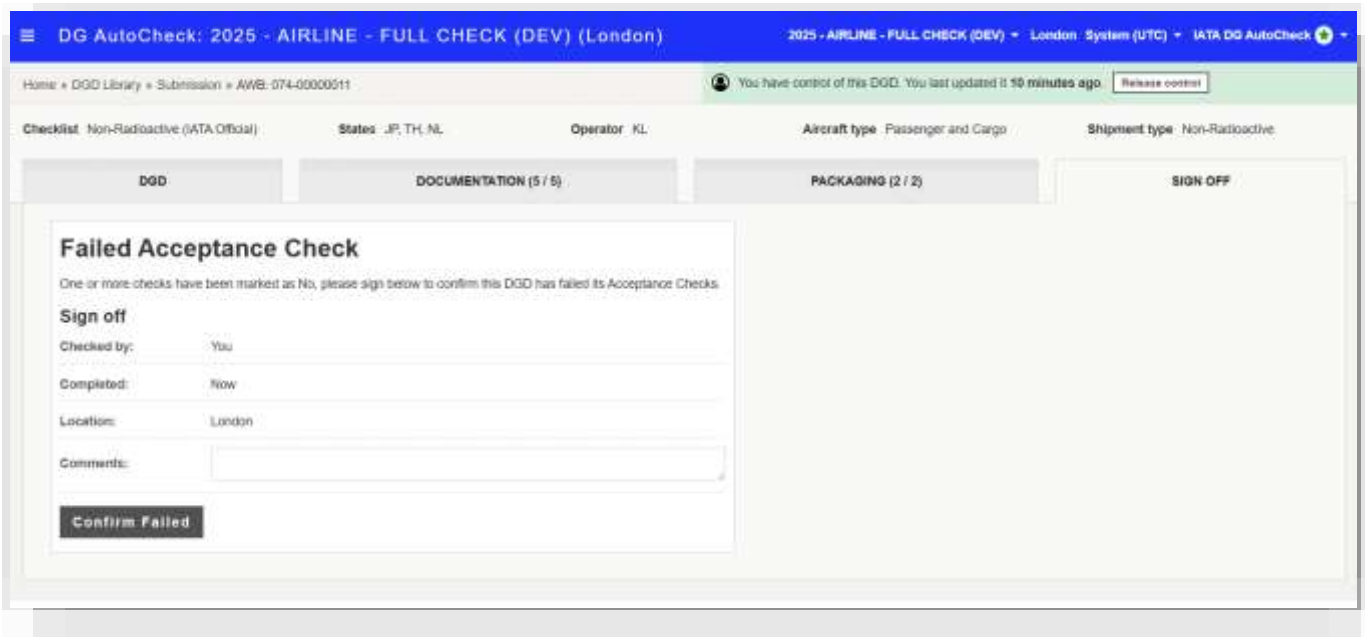 DG AutoCheck: 2025 - AIRLINE - FULL CHECK (DEV) (London)
2025 - AIRLINE - FULL CHECK (DEV) London System (UTC) IATA DG AutoCheck
Home » DGD Library » Submission » AWB: 074-00000011
You have control of this DGD. You last updated it 10 minutes ago. Release control
Checklist Non-Radioactive (IATA Official) States JP, TH, NL Operator KL Aircraft type Passenger and Cargo Shipment type Non-Radioactive
DGD DOCUMENTATION (5 / 5) PACKAGING (2 / 2) SIGN OFF
Failed Acceptance Check
One or more checks have been marked as No, please sign below to confirm this DGD has failed its Acceptance Checks.
Sign off
Checked by: You
Completed: Now
Location: London
Comments:
Confirm Failed